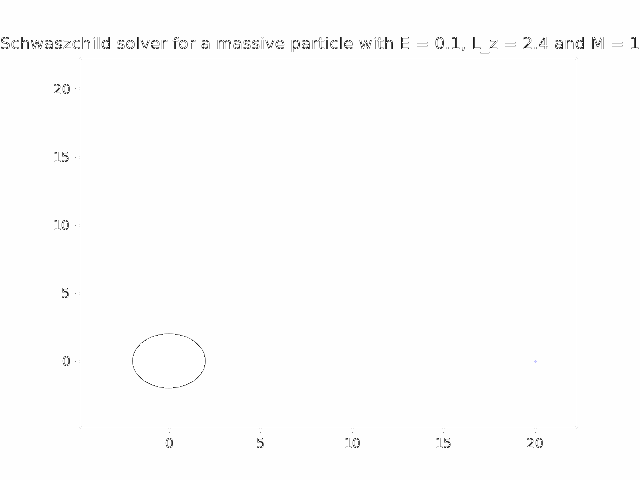 Schwaszchild solver for a massive particle with E = 0.1, L_z = 2.4 and M = 1
20
15
10
5
0
0 5 10 15 20